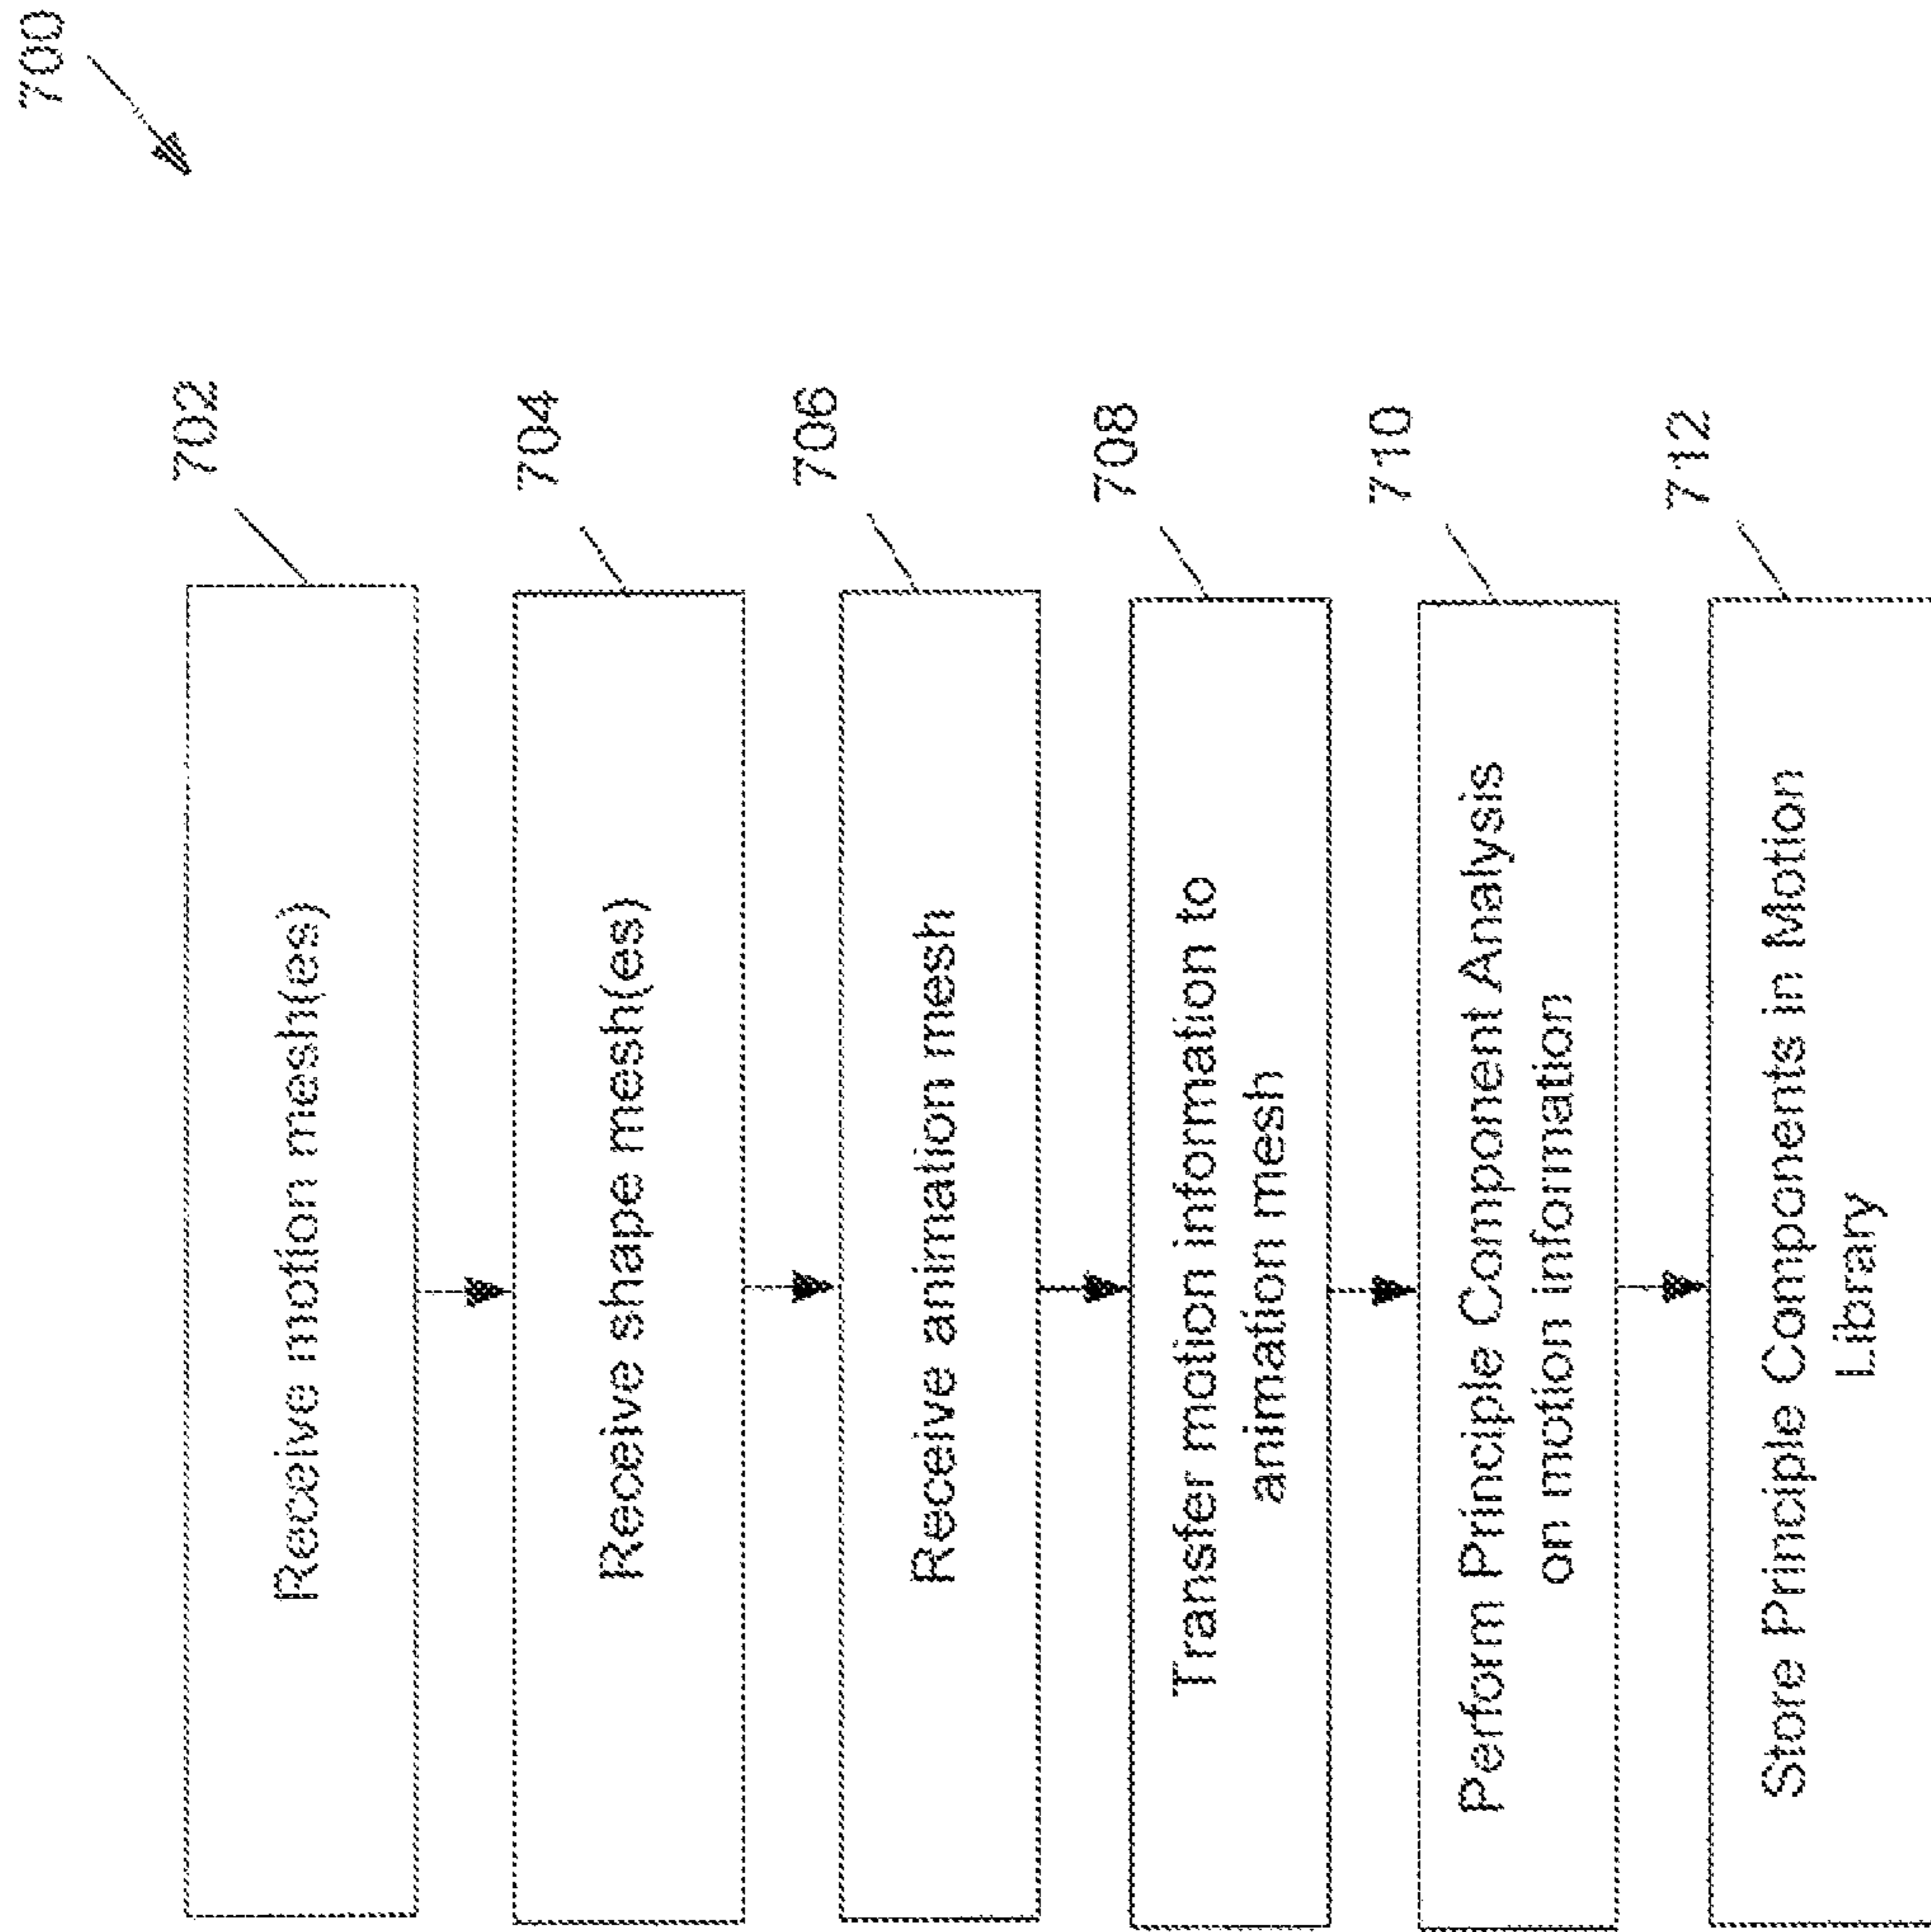 700
702
Receive motion mesh(es)
704
Receive shape mesh(es)
706
Receive animation mesh
708
Transfer motion information to
animation mesh
710
Perform Principle Component Analysis
on motion information
712
Store Principle Components in Motion
Library